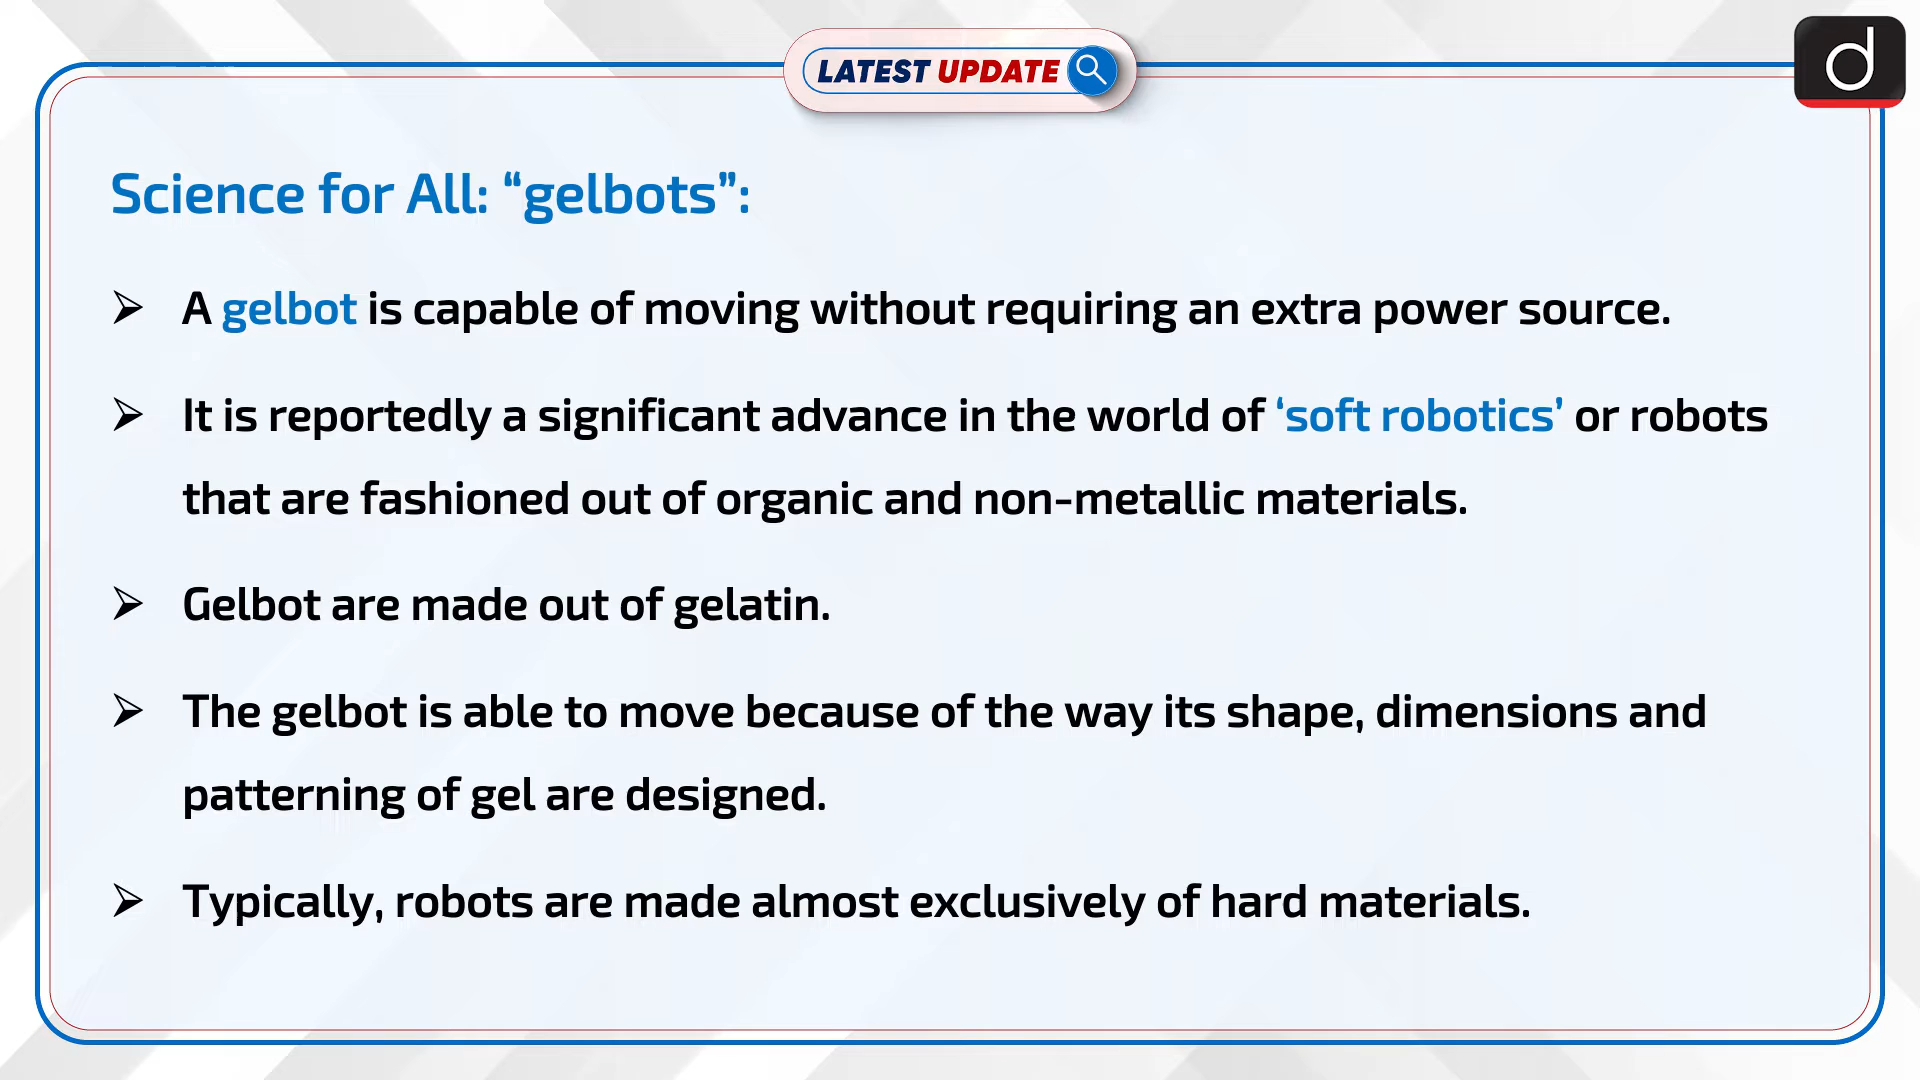 LATEST UPDATE
d
Science for All: “gelbots”:
➢ A gelbot is capable of moving without requiring an extra power source.
➢ It is reportedly a significant advance in the world of ‘soft robotics’ or robots
that are fashioned out of organic and non-metallic materials.
➢ Gelbot are made out of gelatin.
➢ The gelbot is able to move because of the way its shape, dimensions and
patterning of gel are designed.
➢ Typically, robots are made almost exclusively of hard materials.